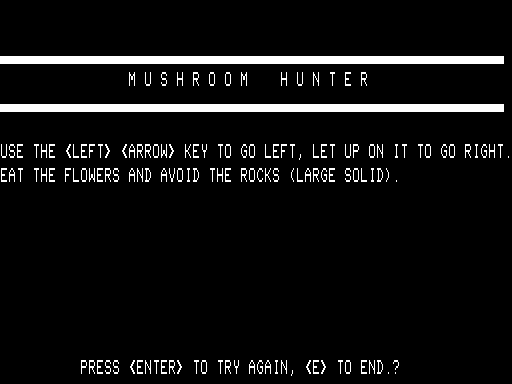 MUSHROOM HUNTER
USE THE <LEFT> <ARROW> KEY TO GO LEFT, LET UP ON IT TO GO RIGHT.
EAT THE FLOWERS AND AVOID THE ROCKS (LARGE SOLID).
PRESS <ENTER> TO TRY AGAIN, <E> TO END.?